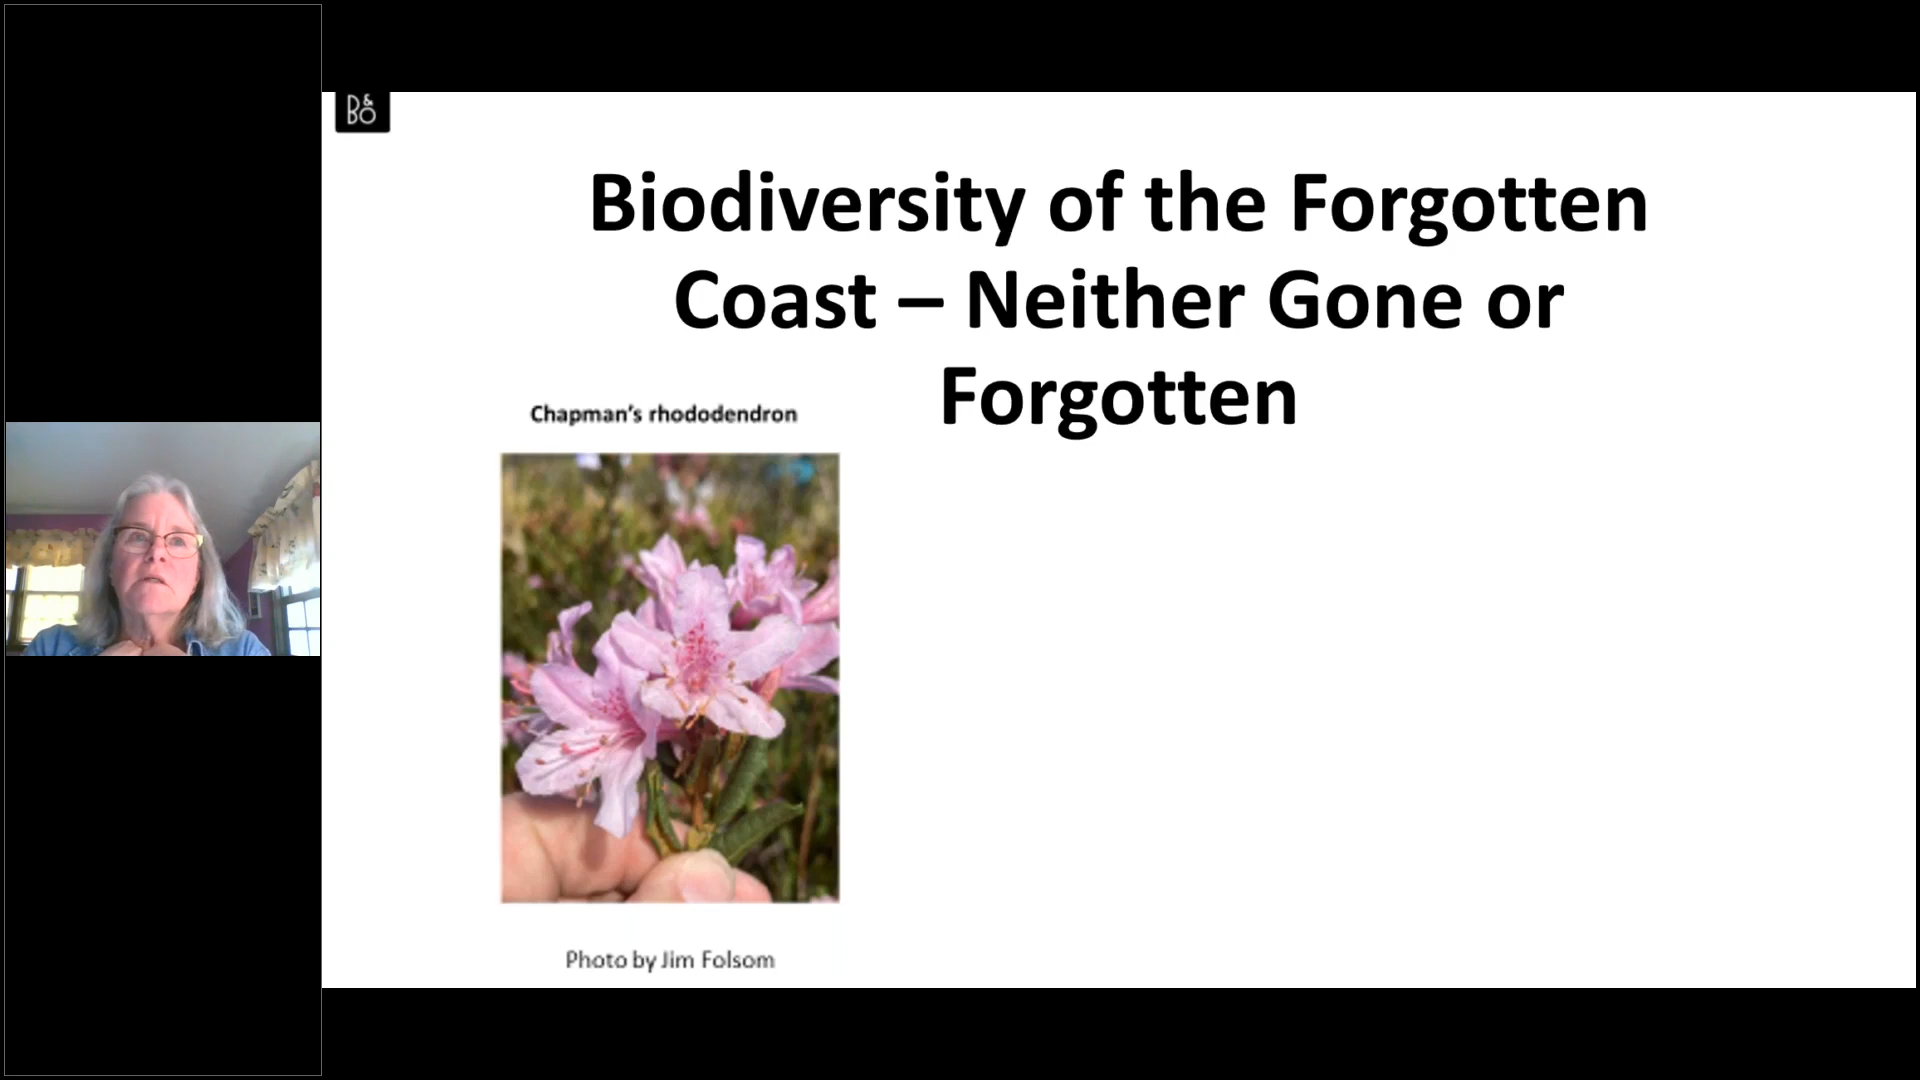 B&O
Biodiversity of the Forgotten
Coast – Neither Gone or
Forgotten
Chapman's rhododendron
Photo by Jim Folsom